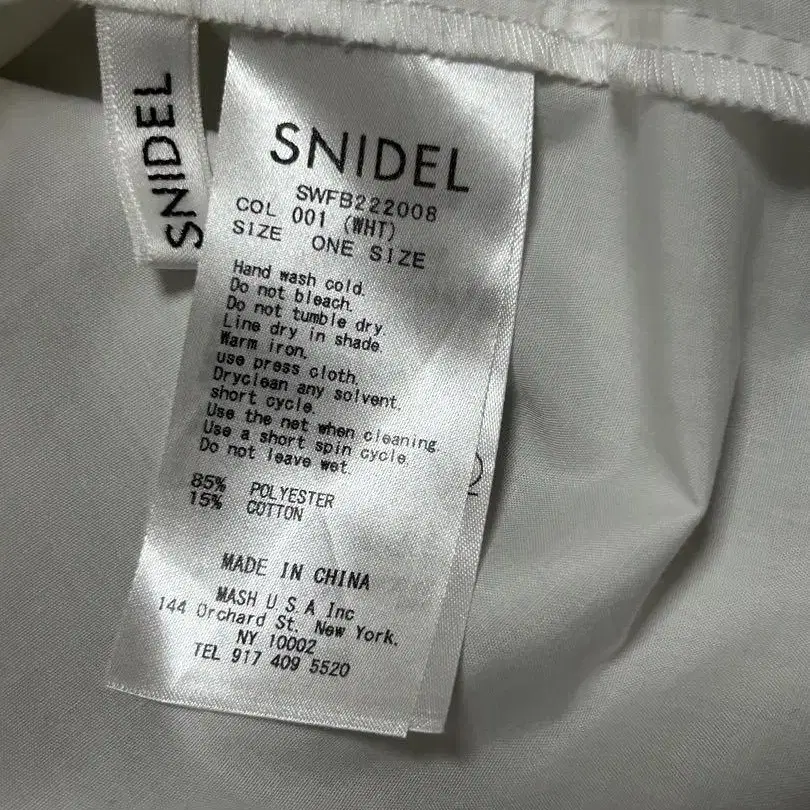 SNIDEL
SNIDEL
SWFB222008
COL 001 (WHT)
SIZE ONE SIZE
Hand wash cold.
Do not bleach.
Do not tumble dry.
Line dry in shade.
Warm iron.
use press cloth.
Dryclean any solvent.
short cycle.
Use the net when cleaning.
Use a short spin cycle.
Do not leave wet.
85% POLYESTER
15% COTTON
MADE IN CHINA
MASH U.S.A Inc
144 Orchard St. New York.
NY 10002
TEL 917 409 5520